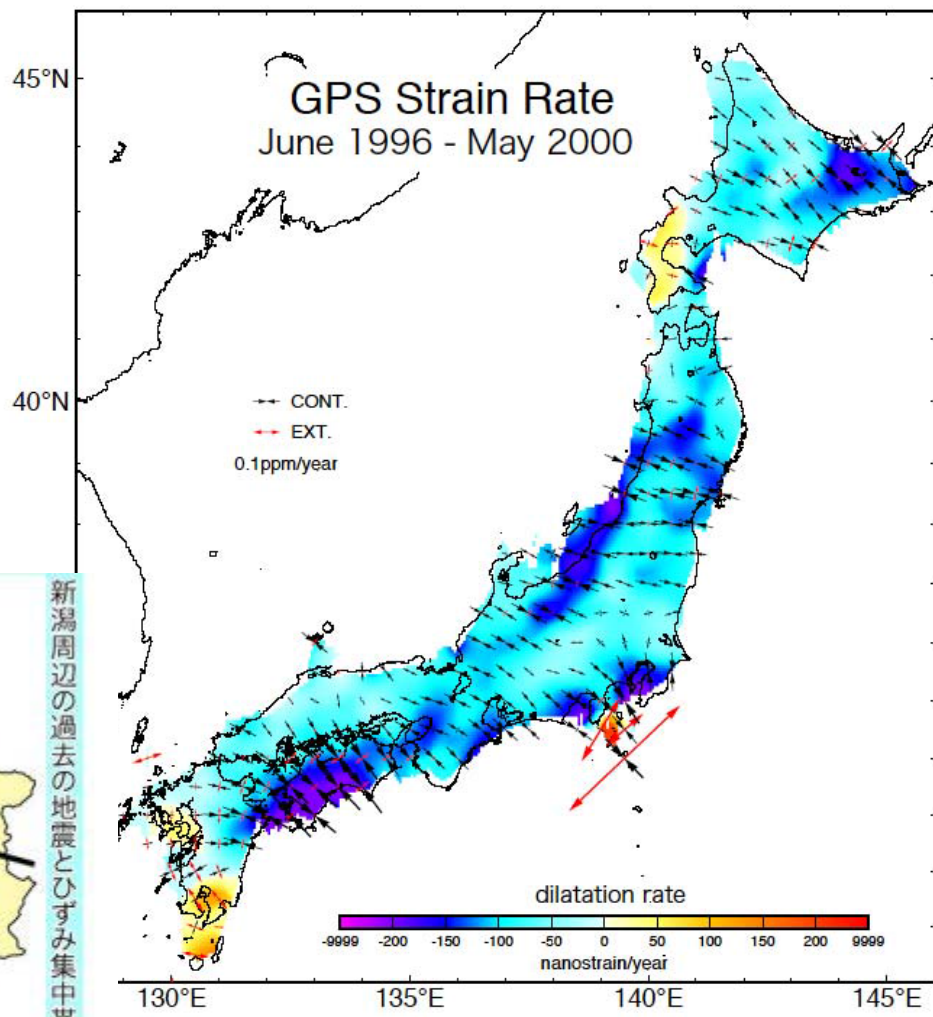 GPS Strain Rate
June 1996 - May 2000
45°N
40°N
CONT.
EXT.
0.1ppm/year
新潟周辺の過去の地震とひずみ集中帯
dilatation rate
-9999 -200 -150 -100 -50 0 50 100 150 200 9999
nanostrain/year
130°E 135°E 140°E 145°E